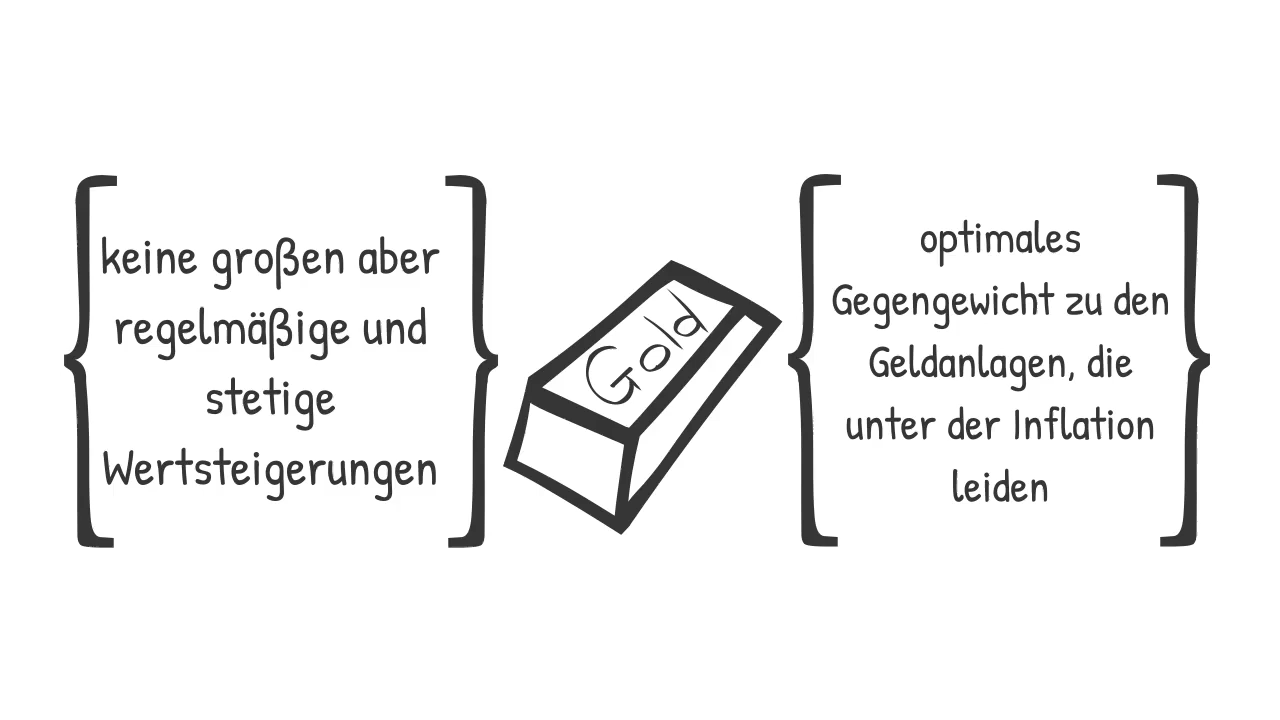 keine großen aber
regelmäßige und
stetige
Wertsteigerungen
Gold
optimales
Gegengewicht zu den
Geldanlagen, die
unter der Inflation
leiden